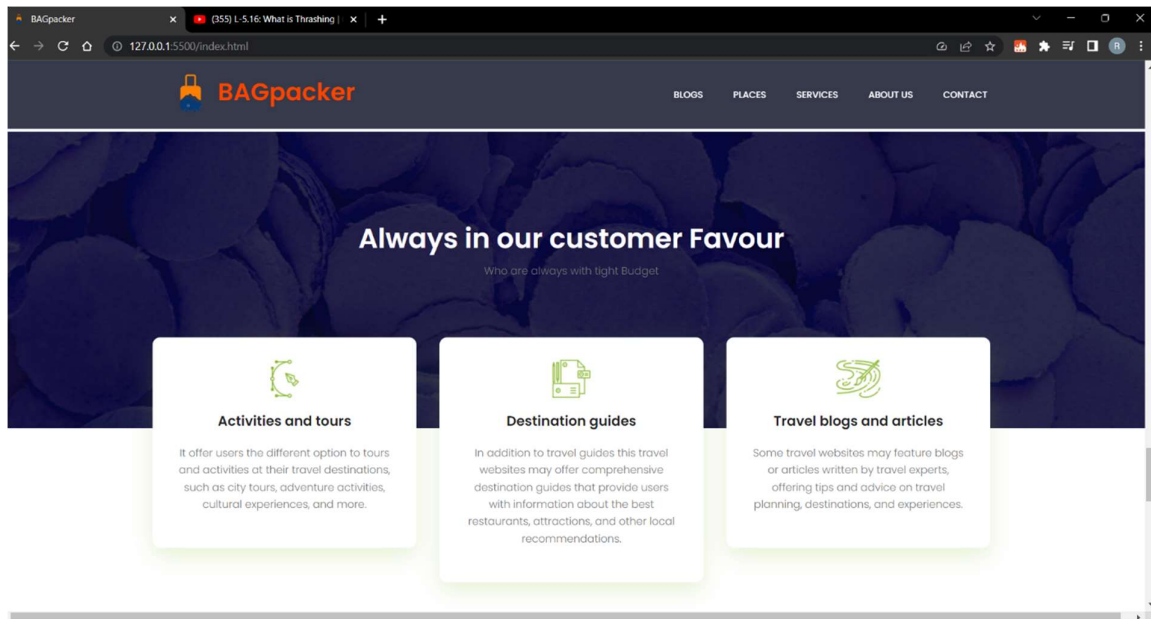 BAGpacker
(355) L-5.16: What is Thrashing |
127.0.0.1:5500/index.html
R
BAGpacker
BLOGS PLACES SERVICES ABOUT US CONTACT
Always in our customer Favour
Who are always with tight Budget
Activities and tours
It offer users the different option to tours
and activities at their travel destinations,
such as city tours, adventure activities,
cultural experiences, and more.
Destination guides
In addition to travel guides this travel
websites may offer comprehensive
destination guides that provide users
with information about the best
restaurants, attractions, and other local
recommendations.
Travel blogs and articles
Some travel websites may feature blogs
or articles written by travel experts,
offering tips and advice on travel
planning, destinations, and experiences.